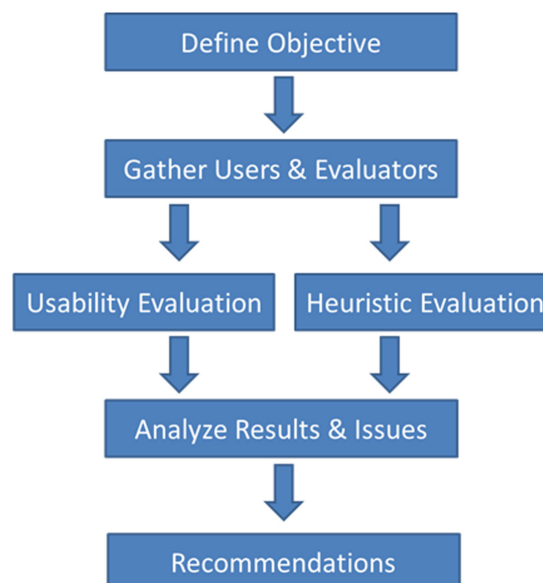 Define Objective
Gather Users & Evaluators
Usability Evaluation
Heuristic Evaluation
Analyze Results & Issues
Recommendations